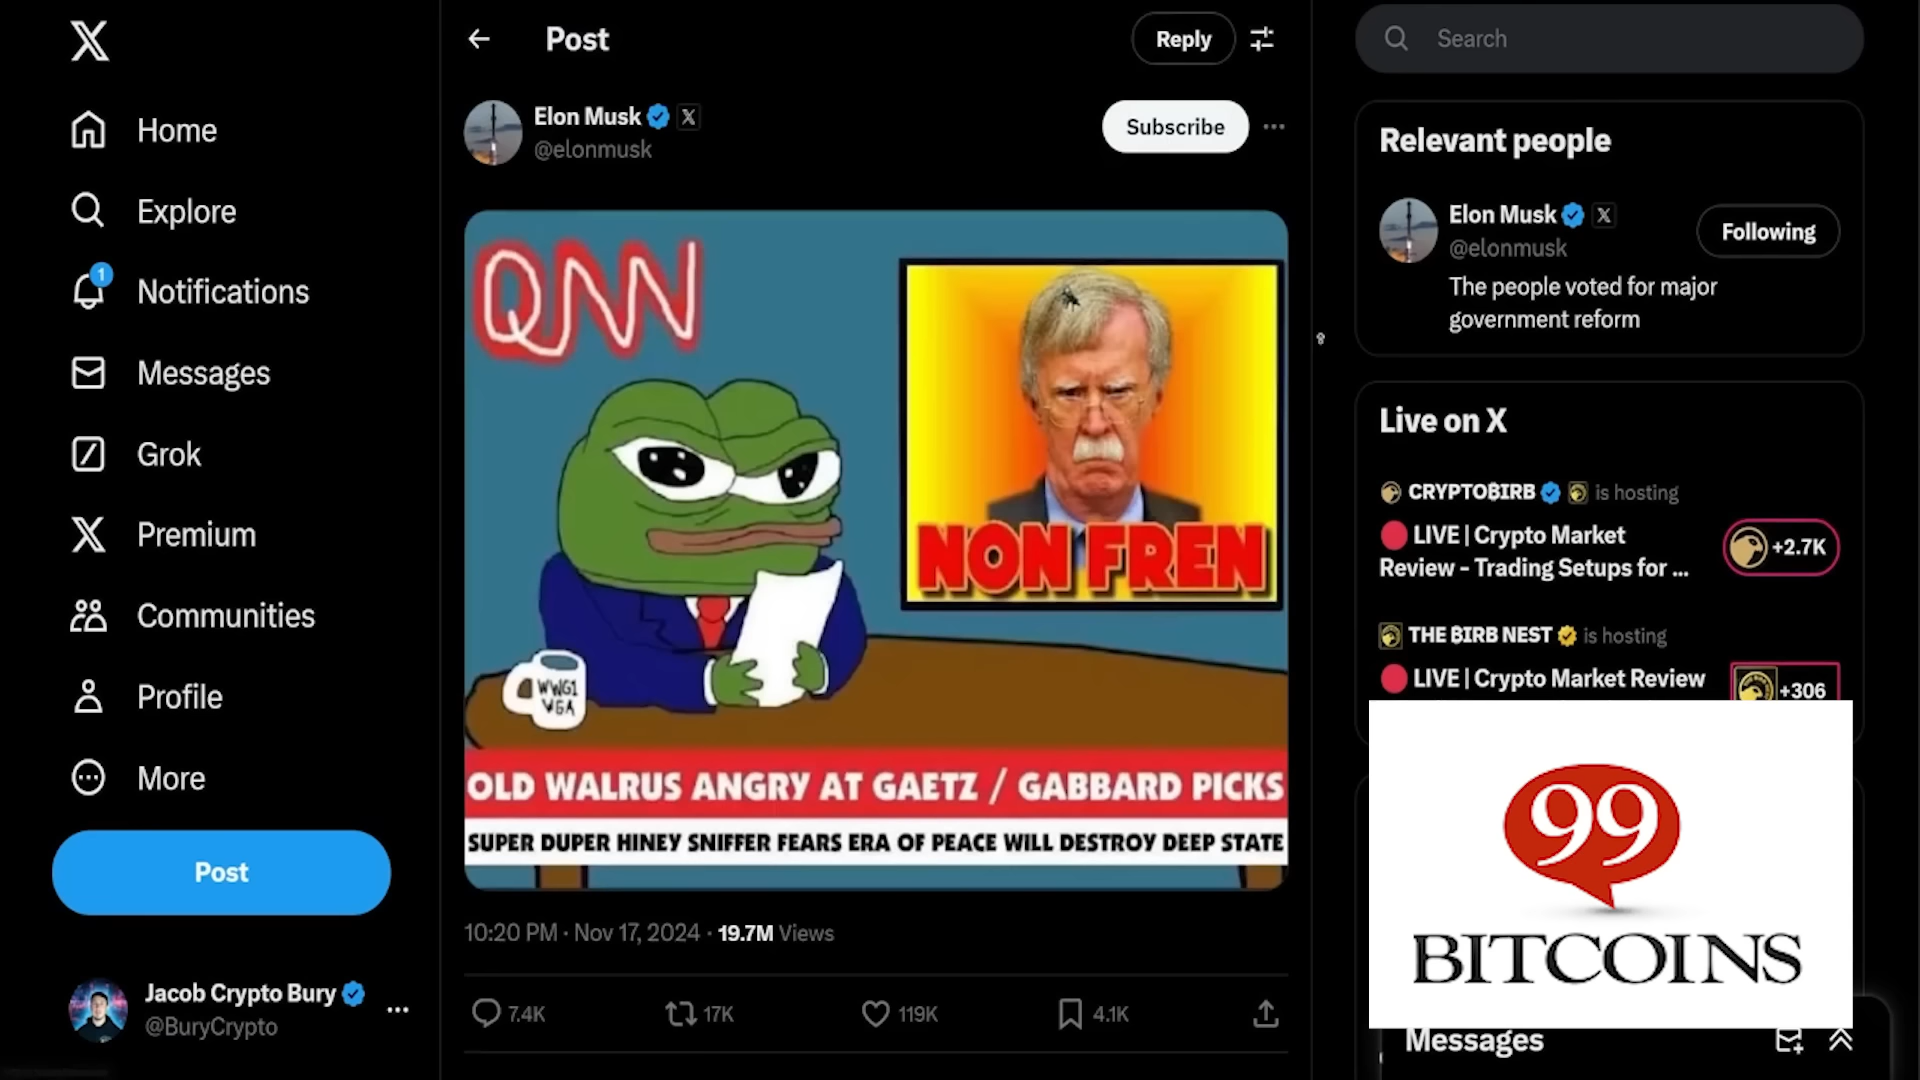 Home
Explore
1
Notifications
Messages
Grok
Premium
Communities
Profile
More
Post
Jacob Crypto Bury
@BuryCrypto
Post
Reply
Elon Musk
@elonmusk
Subscribe
QNN
NON FREN
WWG1
WGA
OLD WALRUS ANGRY AT GAETZ / GABBARD PICKS
SUPER DUPER HINEY SNIFFER FEARS ERA OF PEACE WILL DESTROY DEEP STATE
10:20 PM · Nov 17, 2024 · 19.7M Views
7.4K 17K 119K 4.1K
Search
Relevant people
Elon Musk
@elonmusk
Following
The people voted for major
government reform
Live on X
CRYPTO₿IRB is hosting
LIVE | Crypto Market
Review - Trading Setups for ...
+2.7K
THE ₿IRB NEST is hosting
LIVE | Crypto Market Review
+306
99
BITCOINS
Messages